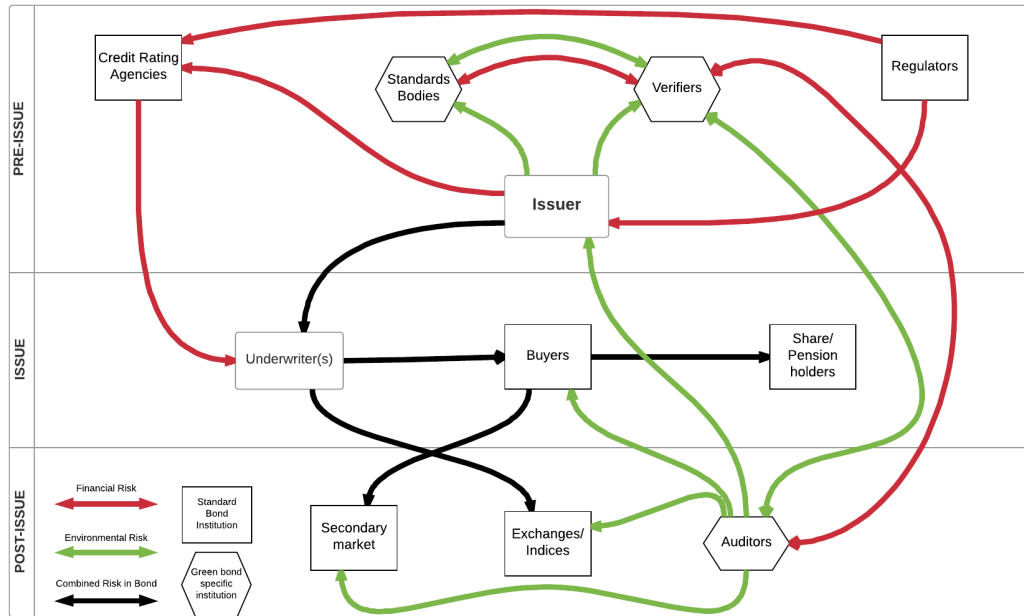 PRE-ISSUE
Credit Rating
Agencies
Standards
Bodies
Verifiers
Regulators
Issuer
ISSUE
Underwriter(s)
Buyers
Share/
Pension
holders
POST-ISSUE
Financial Risk
Environmental Risk
Combined Risk in Bond
Standard
Bond
Institution
Green bond
specific
institution
Secondary
market
Exchanges/
Indices
Auditors